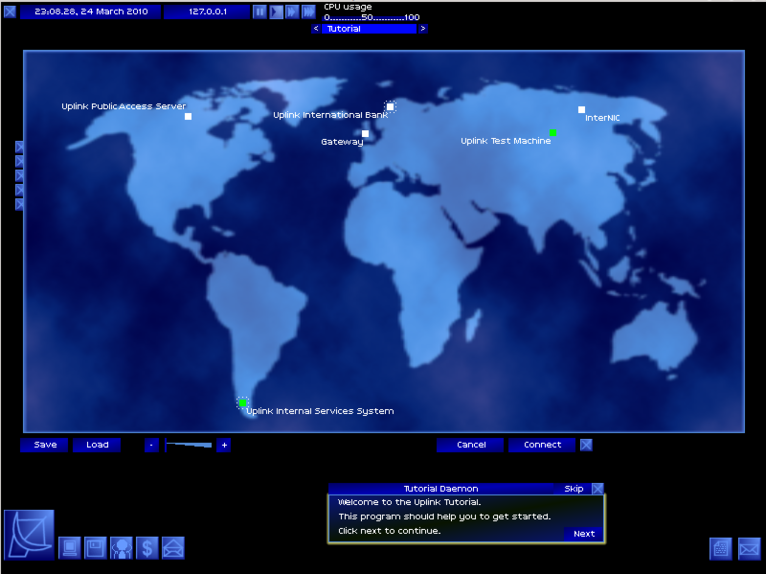 23:08.28, 24 March 2010
127.0.0.1
CPU usage
0...........50...........100
< Tutorial >
Uplink Public Access Server
Uplink International Bank
InterNIC
Gateway
Uplink Test Machine
Uplink Internal Services System
Save
Load
-
+
Cancel
Connect
Tutorial Daemon
Skip
Welcome to the Uplink Tutorial.
This program should help you to get started.
Click next to continue.
Next